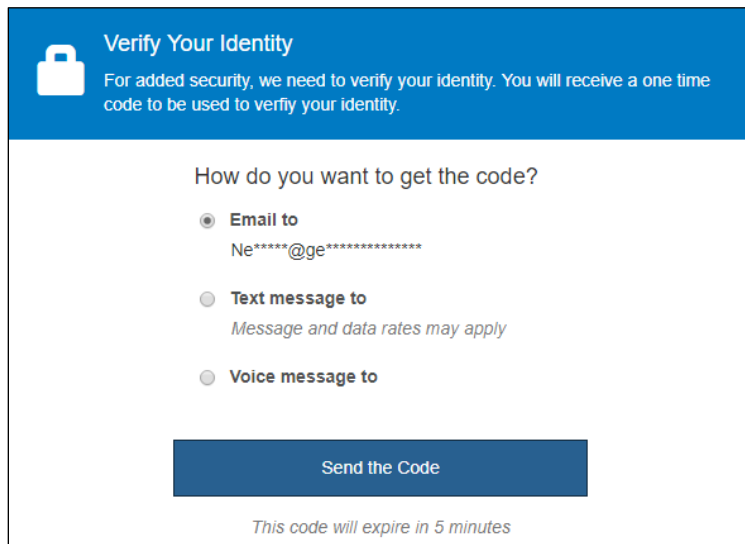 Verify Your Identity
For added security, we need to verify your identity. You will receive a one time
code to be used to verfiy your identity.
How do you want to get the code?
Email to
Ne*****@ge**************
Text message to
Message and data rates may apply
Voice message to
Send the Code
This code will expire in 5 minutes